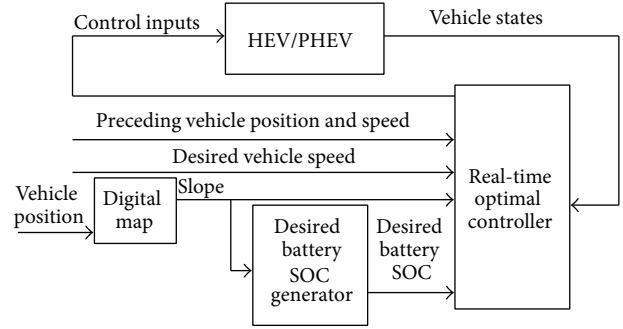 Control inputs
HEV/PHEV
Vehicle states
Preceding vehicle position and speed
Desired vehicle speed
Vehicle
position
Digital
map
Slope
Desired
battery
SOC
generator
Desired
battery
SOC
Real-time
optimal
controller